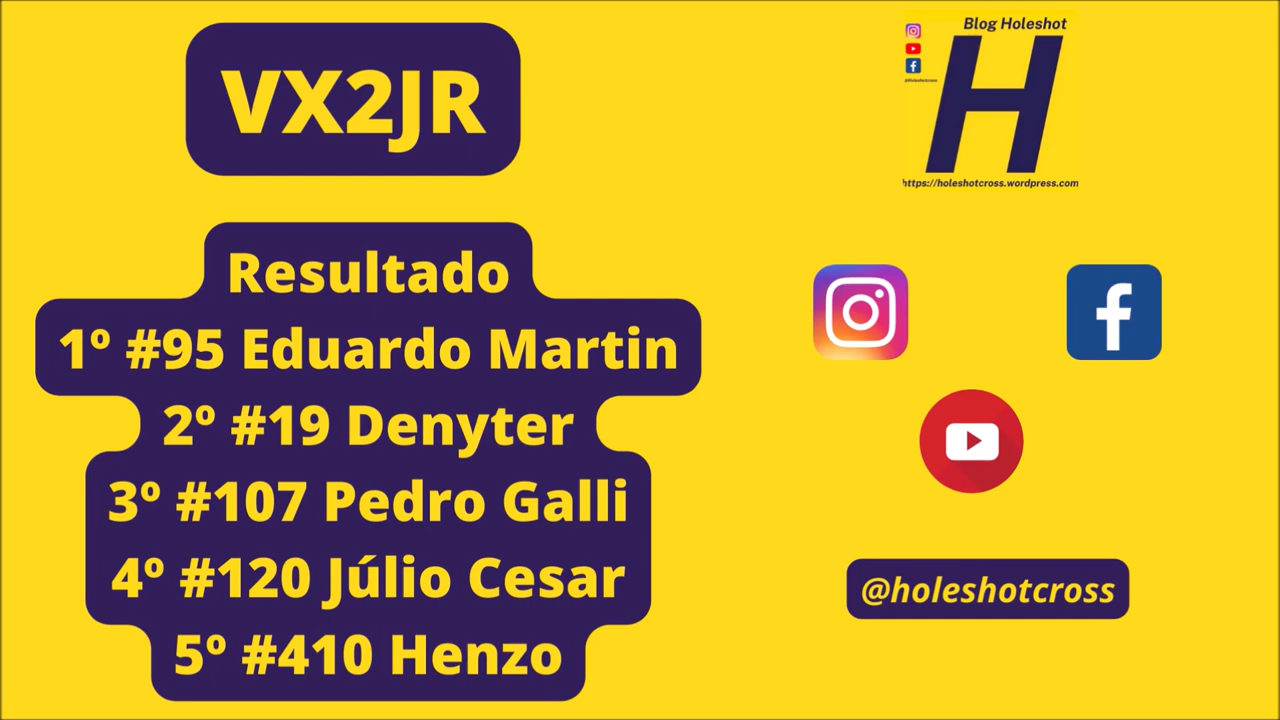 VX2JR
Resultado
1º #95 Eduardo Martin
2º #19 Denyter
3º #107 Pedro Galli
4º #120 Júlio Cesar
5º #410 Henzo
Blog Holeshot
@Holeshotcross
H
https://holeshotcross.wordpress.com
@holeshotcross